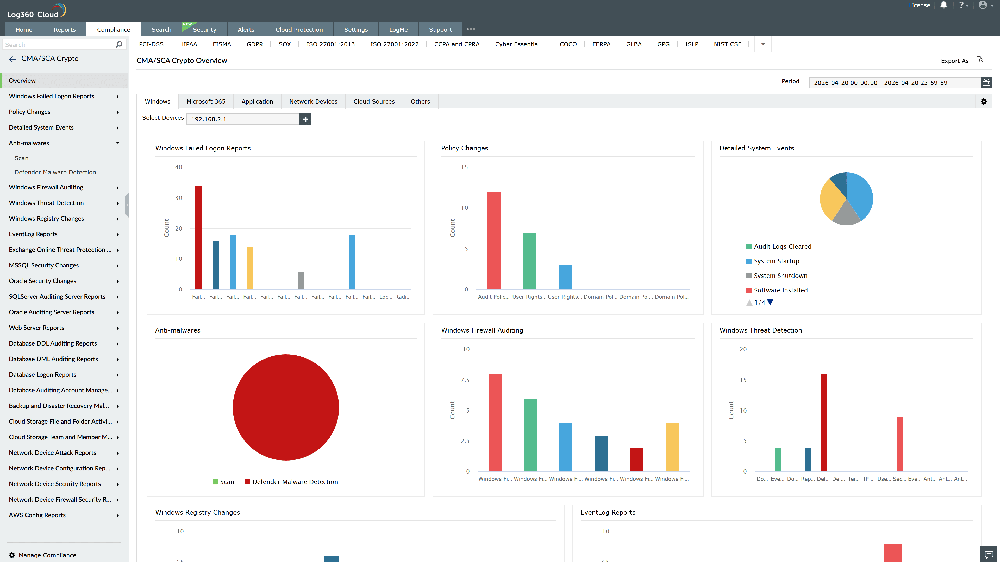 License
?
Log360 Cloud
Home
Reports
Compliance
Search
NEW
Security
Alerts
Cloud Protection
Settings
LogMe
Support
Search
PCI-DSS
HIPAA
FISMA
GDPR
SOX
ISO 27001:2013
ISO 27001:2022
CCPA and CPRA
Cyber Essentia...
COCO
FERPA
GLBA
GPG
ISLP
NIST CSF
CMA/SCA Crypto
Overview
Windows Failed Logon Reports
Policy Changes
Detailed System Events
Anti-malwares
Scan
Defender Malware Detection
Windows Firewall Auditing
Windows Threat Detection
Windows Registry Changes
EventLog Reports
Exchange Online Threat Protection ...
MSSQL Security Changes
Oracle Security Changes
SQLServer Auditing Server Reports
Oracle Auditing Server Reports
Web Server Reports
Database DDL Auditing Reports
Database DML Auditing Reports
Database Logon Reports
Database Auditing Account Manage...
Backup and Disaster Recovery Mal...
Cloud Storage File and Folder Activi...
Cloud Storage Team and Member M...
Network Device Attack Reports
Network Device Configuration Rep...
Network Device Security Reports
Network Device Firewall Security R...
AWS Config Reports
Manage Compliance
CMA/SCA Crypto Overview
Export As
Period
2026-04-20 00:00:00 - 2026-04-20 23:59:59
Windows
Microsoft 365
Application
Network Devices
Cloud Sources
Others
Select Devices
192.168.2.1
Windows Failed Logon Reports
40
30
20
10
0
Count
Fail...
Fail...
Fail...
Fail...
Fail...
Fail...
Fail...
Fail...
Fail...
Fail...
Fail...
Loc...
Radi...
Policy Changes
15
10
5
0
Count
Audit Polic...
User Rights...
User Rights...
Domain Pol...
Domain Pol...
Domain Pol...
Detailed System Events
Audit Logs Cleared
System Startup
System Shutdown
Software Installed
1/4
Anti-malwares
Scan
Defender Malware Detection
Windows Firewall Auditing
10
7.5
5
2.5
0
Count
Windows Fi...
Windows Fi...
Windows Fi...
Windows Fi...
Windows Fi...
Windows Fi...
Windows Threat Detection
20
15
10
5
0
Count
Do...
Eve...
Do...
Rep...
Def...
Def...
Ter...
IP ...
Use...
Sec...
Eve...
Ant...
Ant...
Ant...
Windows Registry Changes
10
7.5
EventLog Reports
10
7.5